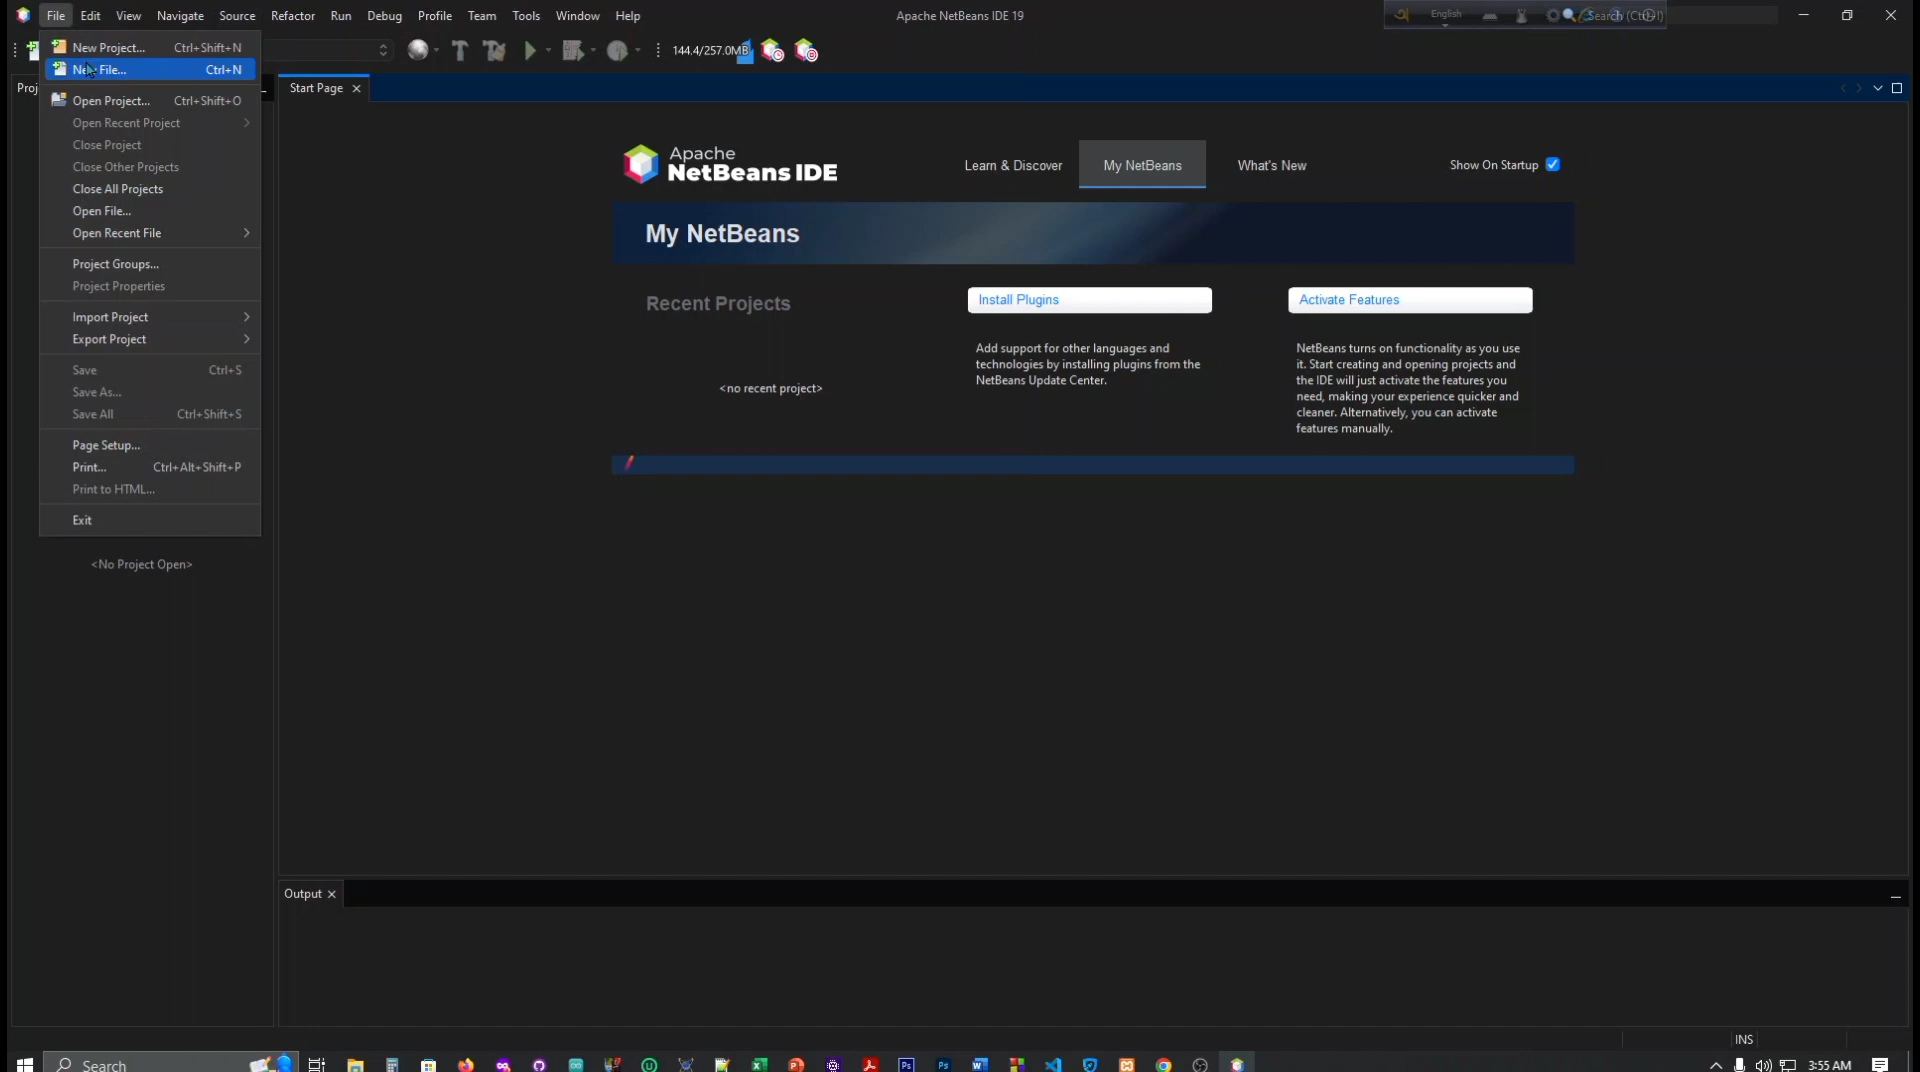 File Edit View Navigate Source Refactor Run Debug Profile Team Tools Window Help
Apache NetBeans IDE 19
English
Search (Ctrl+I)
New Project... Ctrl+Shift+N
144.4/257.0MB
New File... Ctrl+N
Start Page
Open Project... Ctrl+Shift+O
Open Recent Project
Close Project
Close Other Projects
Close All Projects
Open File...
Open Recent File
Project Groups...
Project Properties
Import Project
Export Project
Save Ctrl+S
Save As...
Save All Ctrl+Shift+S
Page Setup...
Print... Ctrl+Alt+Shift+P
Print to HTML...
Exit
<No Project Open>
Apache
NetBeans IDE
Learn & Discover
My NetBeans
What's New
Show On Startup
My NetBeans
Recent Projects
<no recent project>
Install Plugins
Add support for other languages and
technologies by installing plugins from the
NetBeans Update Center.
Activate Features
NetBeans turns on functionality as you use
it. Start creating and opening projects and
the IDE will just activate the features you
need, making your experience quicker and
cleaner. Alternatively, you can activate
features manually.
Output
INS
Search
3:55 AM